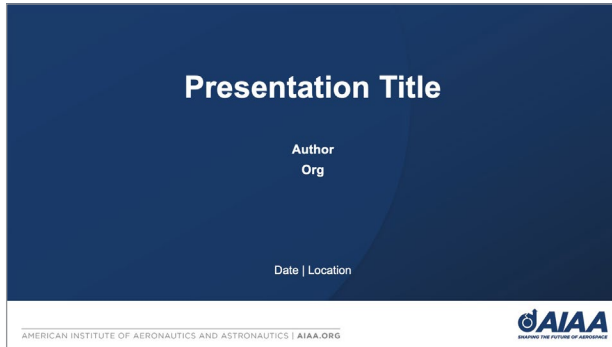 Presentation Title
Author
Org
Date | Location
AMERICAN INSTITUTE OF AERONAUTICS AND ASTRONAUTICS | AIAA.ORG
AIAA
SHAPING THE FUTURE OF AEROSPACE